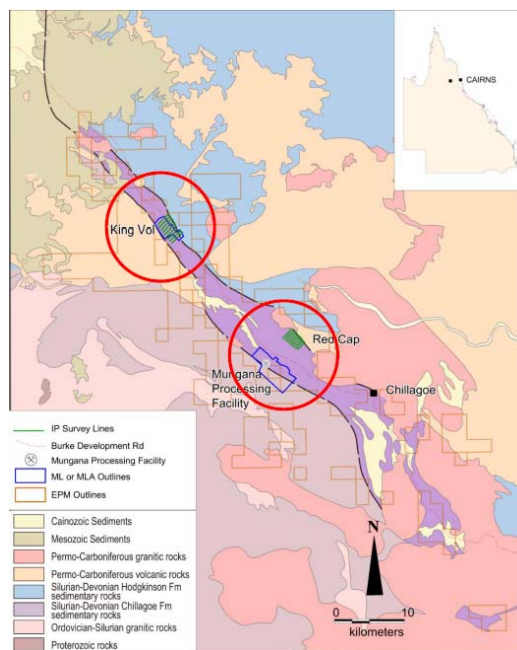 CAIRNS
King Vol
Red Cap
Mungana
Processing
Facility
Chillagoe
IP Survey Lines
Burke Development Rd
Mungana Processing Facility
ML or MLA Outlines
EPM Outlines
Cainozoic Sediments
Mesozoic Sediments
Permo-Carboniferous granitic rocks
Permo-Carboniferous volcanic rocks
Silurian-Devonian Hodgkinson Fm
sedimentary rocks
Silurian-Devonian Chillagoe Fm
sedimentary rocks
Ordovician-Silurian granitic rocks
Proterozoic rocks
N
0 10
kilometers